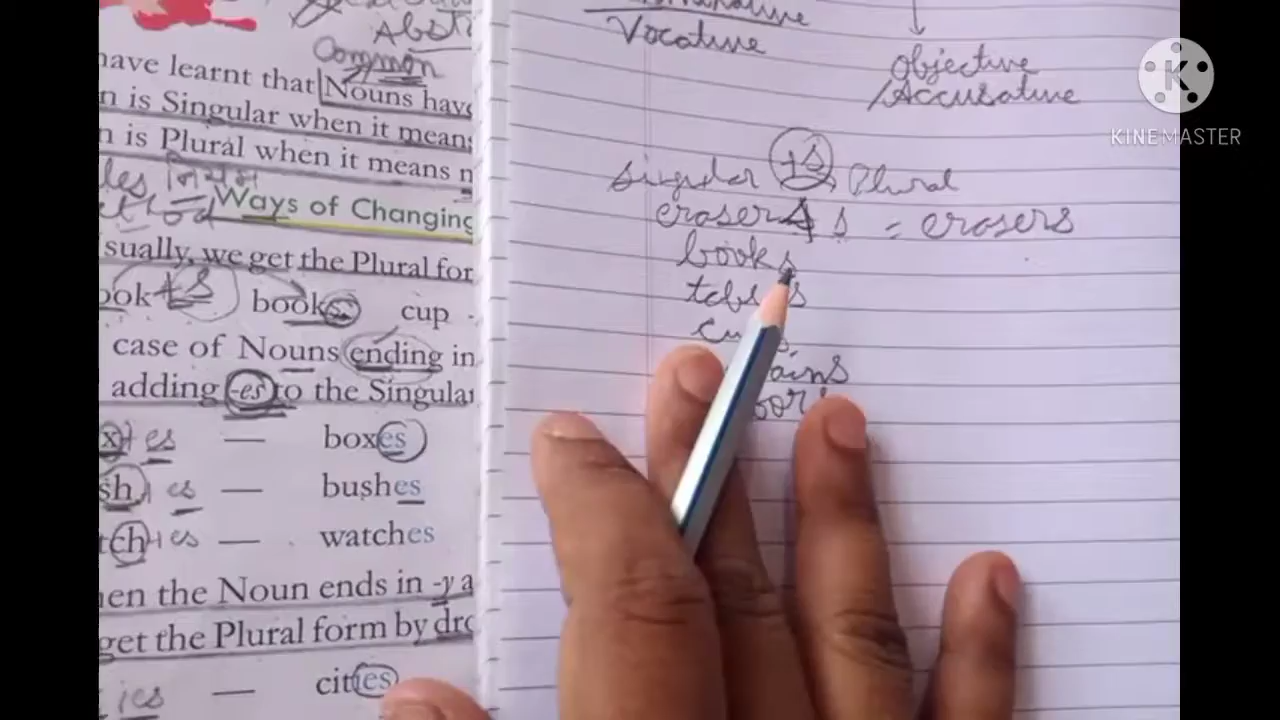 Abst
Common
have learnt that Nouns have
n is Singular when it means
n is Plural when it means n
les, नियम
Ways of Changing
sually, we get the Plural for
ook + s books cup
case of Nouns ending in
adding -es to the Singular
x + es — boxes
sh + es — bushes
tch + es — watches
hen the Noun ends in -y a
get the Plural form by dro
ies — cities
Vocative
objective
/Accusative
singular +s Plural
eraser + s = erasers
books
tables
cups
ains
oor
KINEMASTER